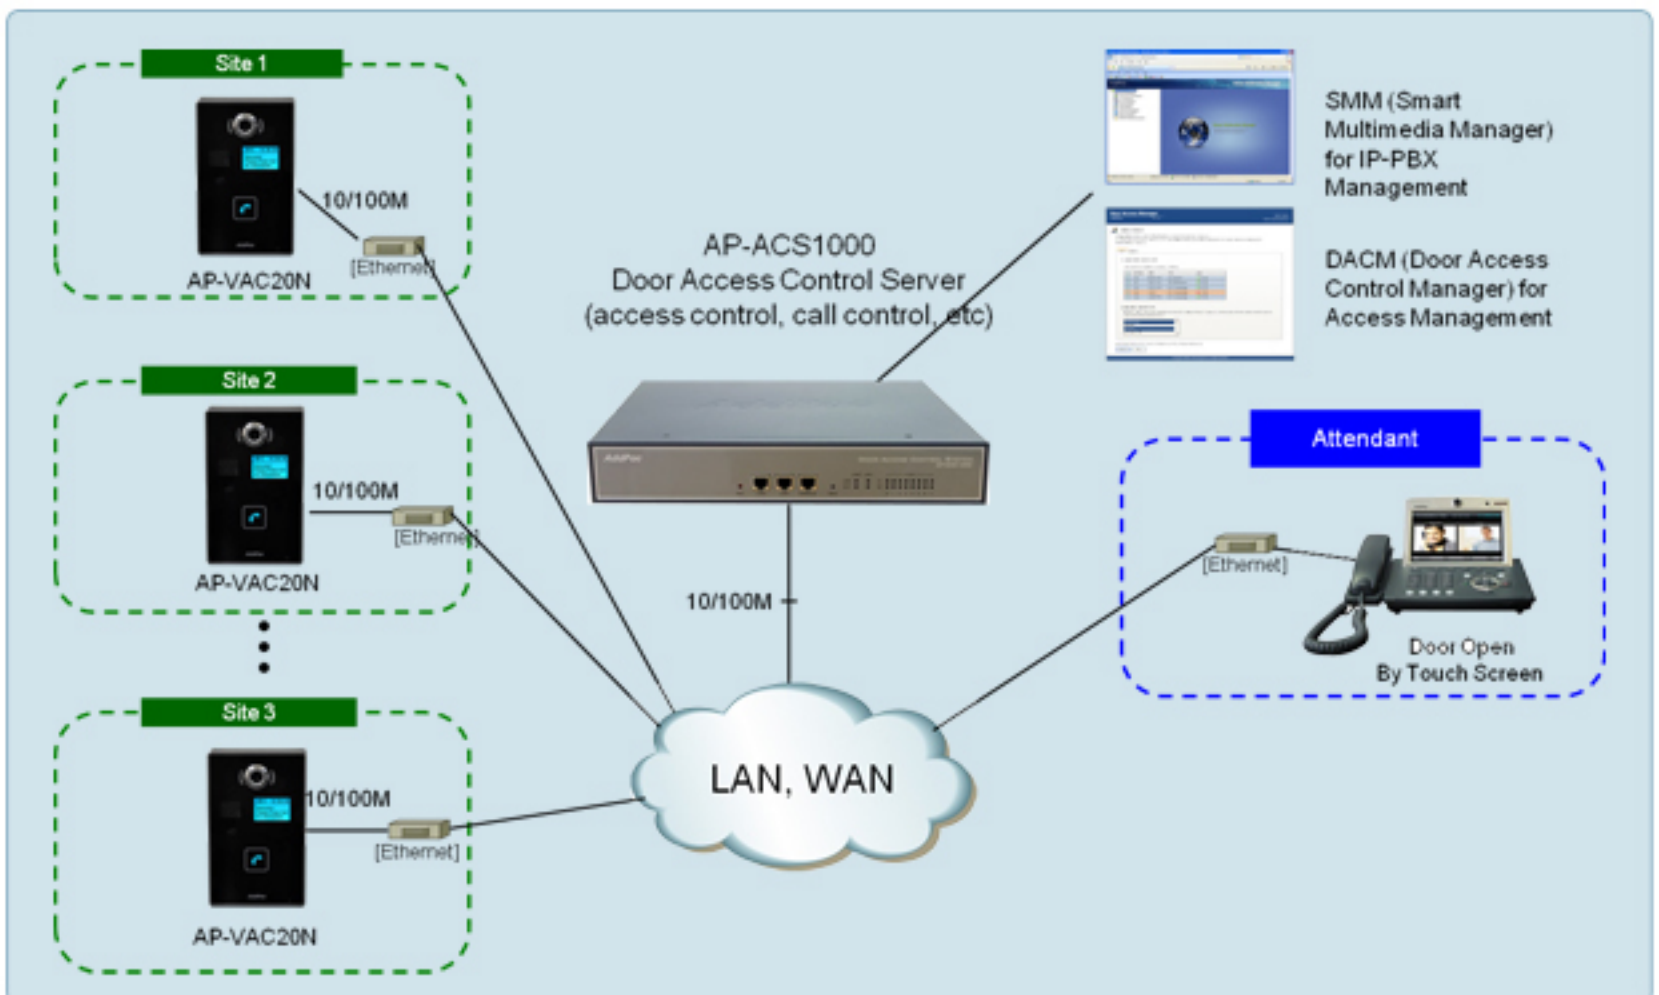 Site 1
10/100M
[Ethernet]
AP-VAC20N
Site 2
10/100M
[Ethernet]
AP-VAC20N
Site 3
10/100M
[Ethernet]
AP-VAC20N
AP-ACS1000
Door Access Control Server
(access control, call control, etc)
AddPac
10/100M
LAN, WAN
SMM (Smart
Multimedia Manager)
for IP-PBX
Management
DACM (Door Access
Control Manager) for
Access Management
Attendant
[Ethernet]
Door Open
By Touch Screen